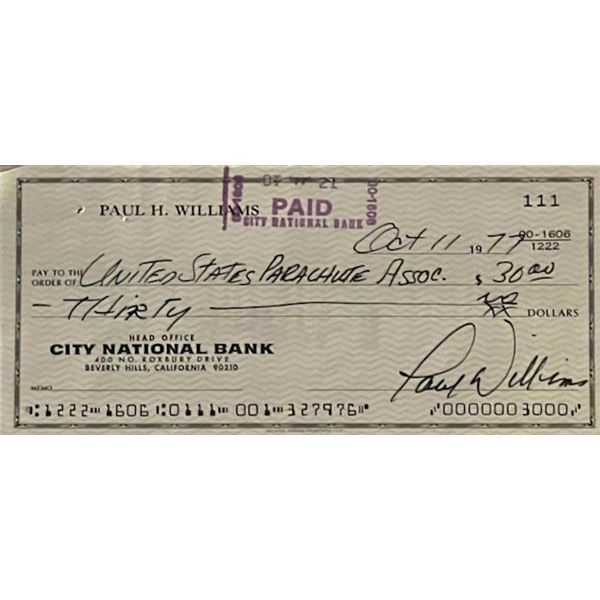 PAUL H. WILLIAMS
PAID
CITY NATIONAL BANK
90-1606
111
Oct 11 1977
90-1606
1222
PAY TO THE ORDER OF United States Parachute Assoc. $ 30.00
Thirty DOLLARS
HEAD OFFICE
CITY NATIONAL BANK
400 NO. ROXBURY DRIVE
BEVERLY HILLS, CALIFORNIA 90210
Paul Williams
MEMO
1222 1606 0111 001 327976 0000003000